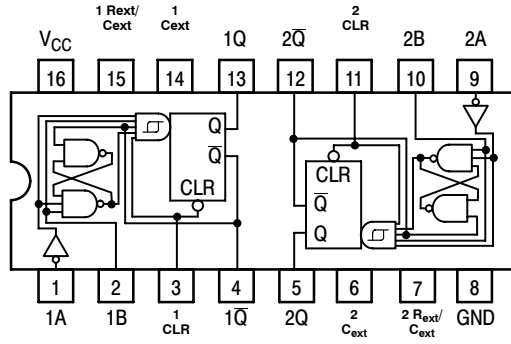 1 Rext/ 1 2
VCC Cext Cext 1Q 2Q̅ CLR 2B 2A
16 15 14 13 12 11 10 9
Q
Q̅ CLR
CLR Q̅
Q
1 2 3 4 5 6 7 8
1A 1B 1 CLR 1Q̅ 2Q 2 Cext 2 Rext/ Cext GND